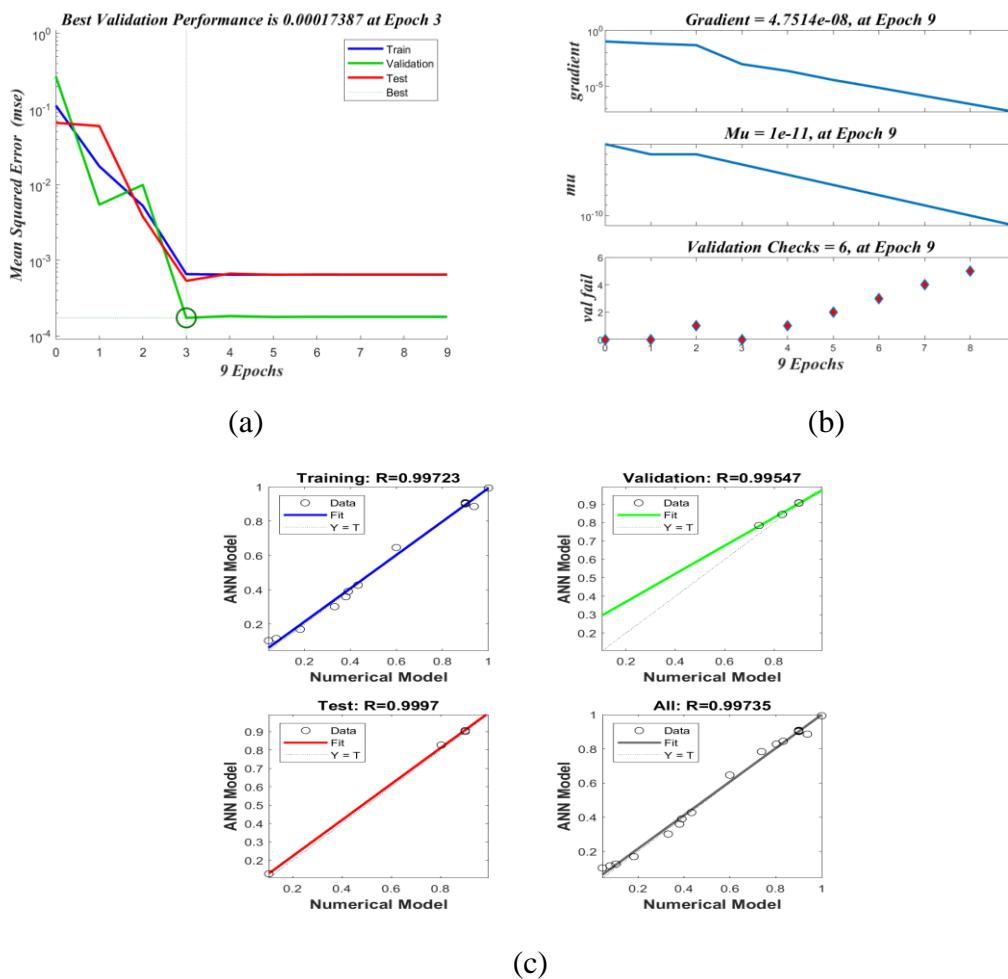 Best Validation Performance is 0.00017387 at Epoch 3
Mean Squared Error (mse)
10^0
10^-1
10^-2
10^-3
10^-4
Train
Validation
Test
Best
0 1 2 3 4 5 6 7 8 9
9 Epochs
(a)
Gradient = 4.7514e-08, at Epoch 9
gradient
10^0
10^-5
Mu = 1e-11, at Epoch 9
mu
10^-10
Validation Checks = 6, at Epoch 9
val fail
6
4
2
0
0 1 2 3 4 5 6 7 8
9 Epochs
(b)
Training: R=0.99723
ANN Model
1
0.8
0.6
0.4
0.2
Data
Fit
Y = T
0.2 0.4 0.6 0.8 1
Numerical Model
Validation: R=0.99547
ANN Model
0.9
0.8
0.7
0.6
0.5
0.4
0.3
0.2
Data
Fit
Y = T
0.2 0.4 0.6 0.8
Numerical Model
Test: R=0.9997
ANN Model
0.9
0.8
0.7
0.6
0.5
0.4
0.3
0.2
Data
Fit
Y = T
0.2 0.4 0.6 0.8
Numerical Model
All: R=0.99735
ANN Model
1
0.8
0.6
0.4
0.2
Data
Fit
Y = T
0.2 0.4 0.6 0.8 1
Numerical Model
(c)